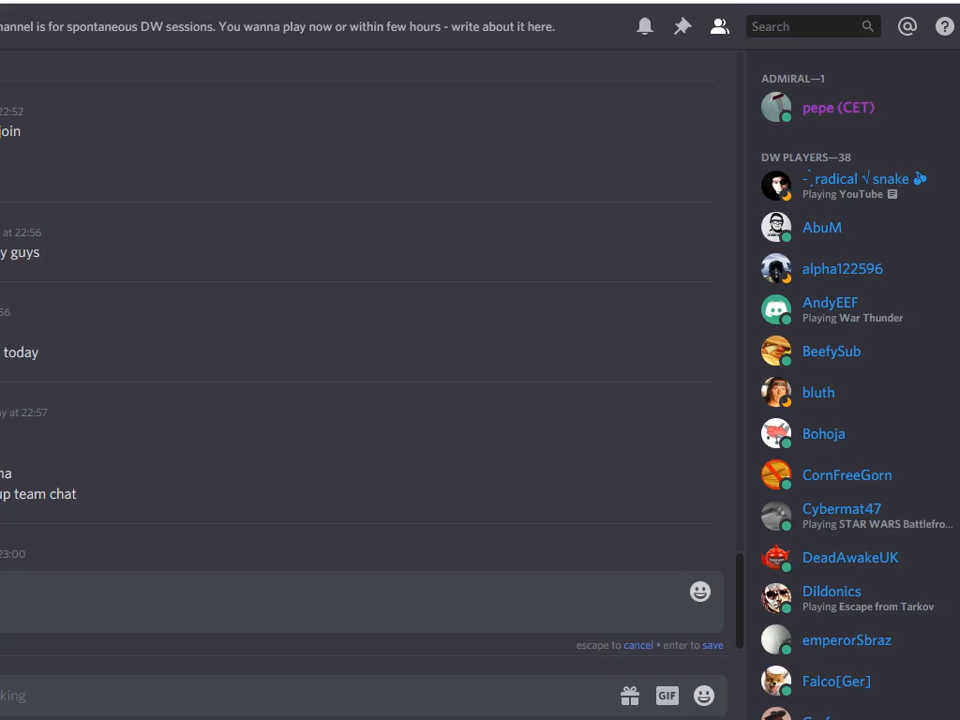 annel is for spontaneous DW sessions. You wanna play now or within few hours - write about it here.
Search
22:52
join
at 22:56
y guys
56
today
y at 22:57
na
up team chat
23:00
escape to cancel • enter to save
king
GIF
ADMIRAL—1
pepe (CET)
DW PLAYERS—38
-`ˏradical √ snake
Playing YouTube
AbuM
alpha122596
AndyEEF
Playing War Thunder
BeefySub
bluth
Bohoja
CornFreeGorn
Cybermat47
Playing STAR WARS Battlefro...
DeadAwakeUK
Dildonics
Playing Escape from Tarkov
emperorSbraz
Falco[Ger]